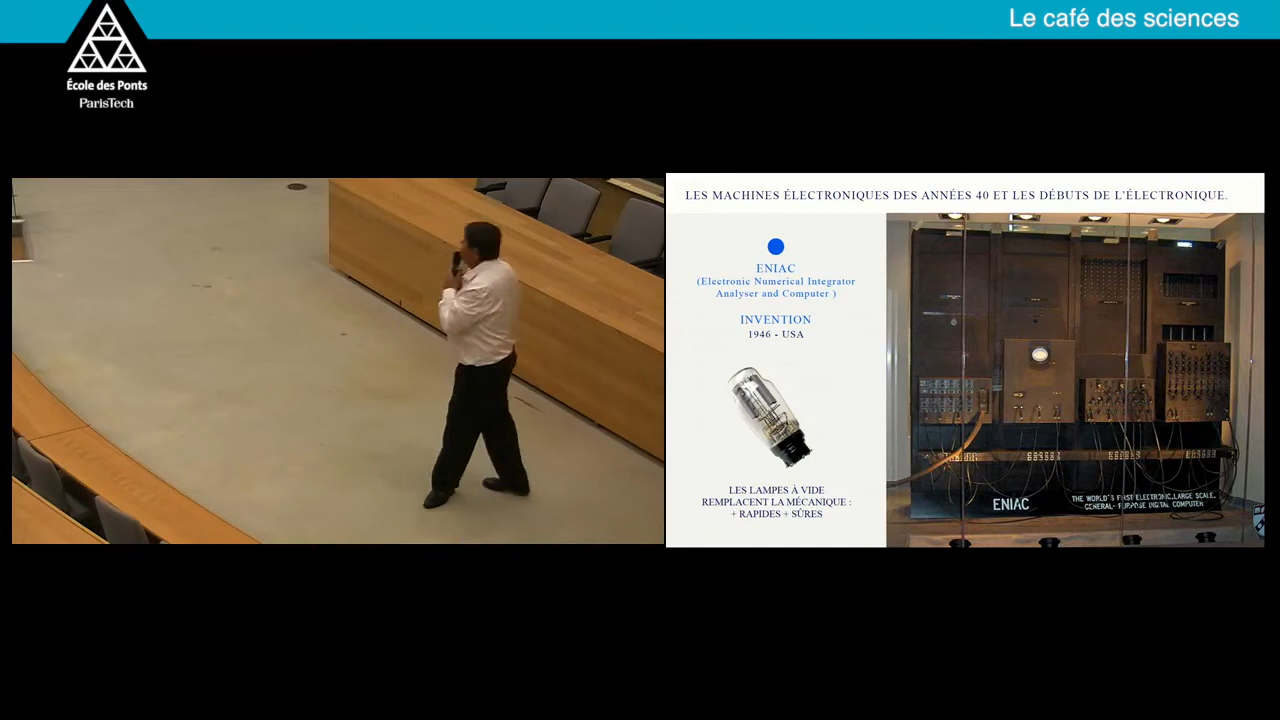 Le café des sciences
École des Ponts
ParisTech
LES MACHINES ÉLECTRONIQUES DES ANNÉES 40 ET LES DÉBUTS DE L'ÉLECTRONIQUE.
ENIAC
(Electronic Numerical Integrator
Analyser and Computer )
INVENTION
1946 - USA
LES LAMPES À VIDE
REMPLACENT LA MÉCANIQUE :
+ RAPIDES + SÛRES
ENIAC
THE WORLD'S FIRST ELECTRONIC, LARGE SCALE,
GENERAL-PURPOSE DIGITAL COMPUTER